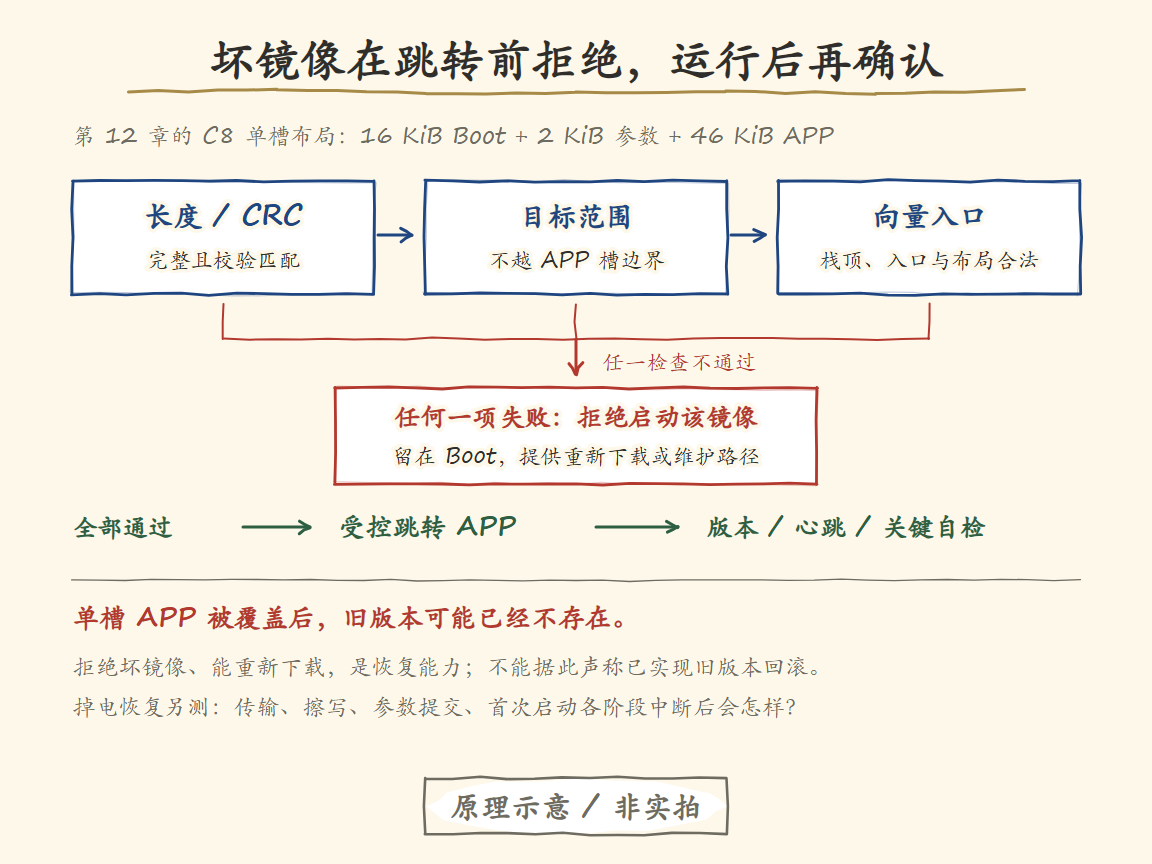 坏镜像在跳转前拒绝，运行后再确认
第 12 章的 C8 单槽布局：16 KiB Boot + 2 KiB 参数 + 46 KiB APP
长度 / CRC
完整且校验匹配
目标范围
不越 APP 槽边界
向量入口
栈顶、入口与布局合法
任一检查不通过
任何一项失败：拒绝启动该镜像
留在 Boot，提供重新下载或维护路径
全部通过
受控跳转 APP
版本 / 心跳 / 关键自检
单槽 APP 被覆盖后，旧版本可能已经不存在。
拒绝坏镜像、能重新下载，是恢复能力；不能据此声称已实现旧版本回滚。
掉电恢复另测：传输、擦写、参数提交、首次启动各阶段中断后会怎样？
原理示意 / 非实拍